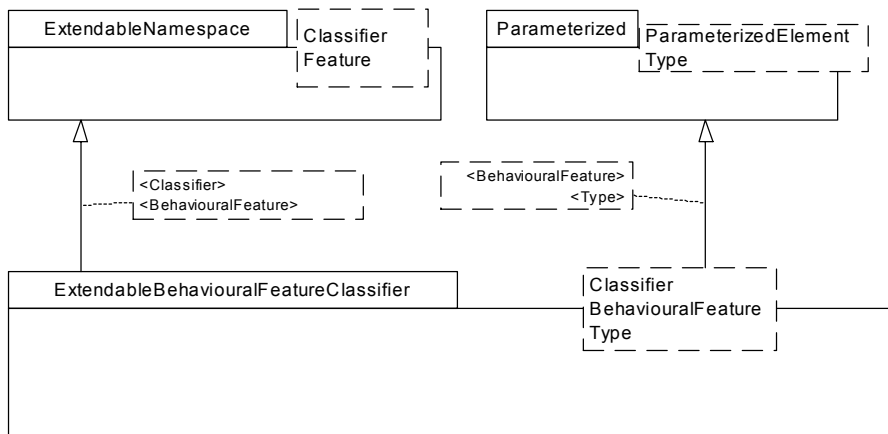 ExtendableNamespace
Classifier
Feature
Parameterized
ParameterizedElement
Type
<Classifier>
<BehaviouralFeature>
<BehaviouralFeature>
<Type>
ExtendableBehaviouralFeatureClassifier
Classifier
BehaviouralFeature
Type